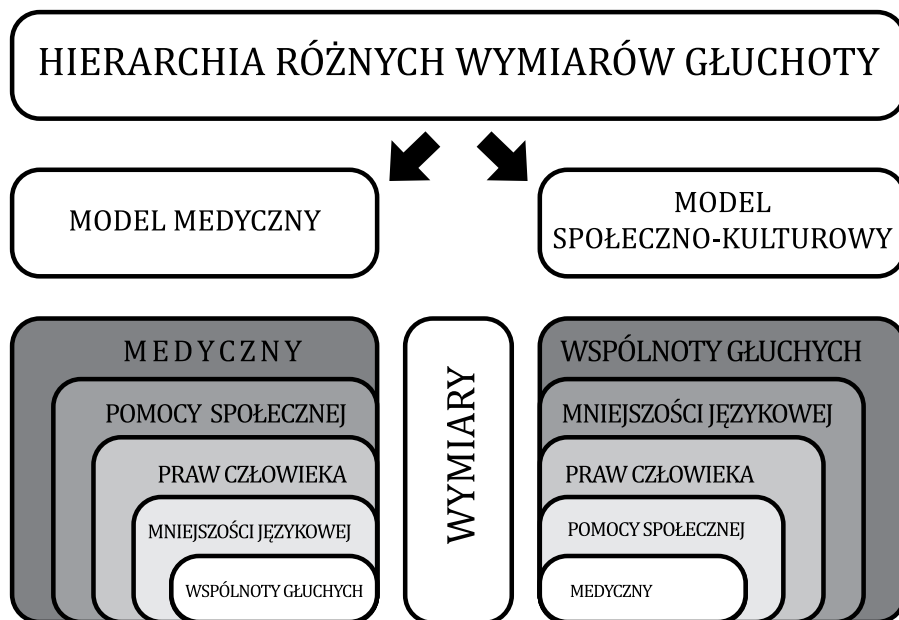 HIERARCHIA RÓŻNYCH WYMIARÓW GŁUCHOTY
MODEL MEDYCZNY
MODEL
SPOŁECZNO-KULTUROWY
MEDYCZNY
POMOCY SPOŁECZNEJ
PRAW CZŁOWIEKA
MNIEJSZOŚCI JĘZYKOWEJ
WSPÓLNOTY GŁUCHYCH
WYMIARY
WSPÓLNOTY GŁUCHYCH
MNIEJSZOŚCI JĘZYKOWEJ
PRAW CZŁOWIEKA
POMOCY SPOŁECZNEJ
MEDYCZNY